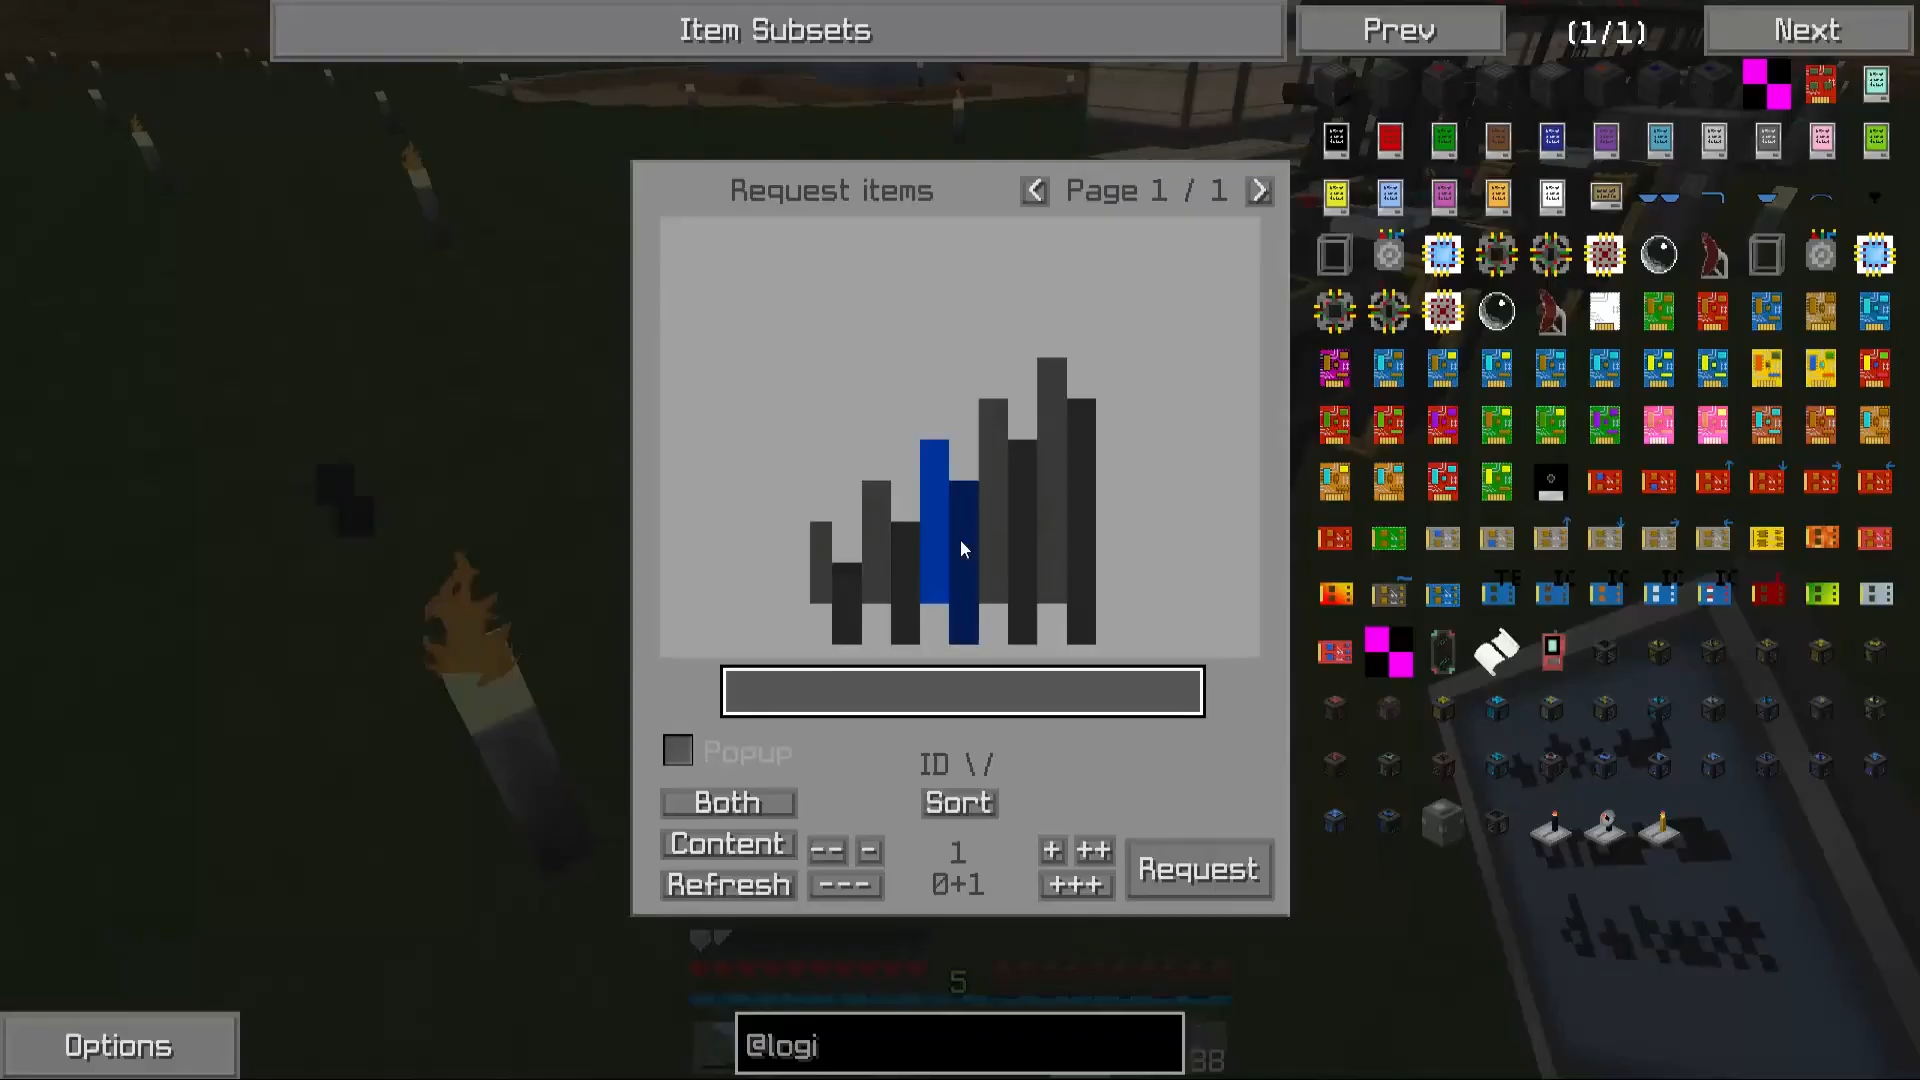 Item Subsets
Prev
(1/1)
Next
Request items
< Page 1 / 1 >
Popup
ID \/
Both
Sort
Content
-- -
1
+ ++
Request
Refresh
---
0+1
+++
5
Options
@logi
38